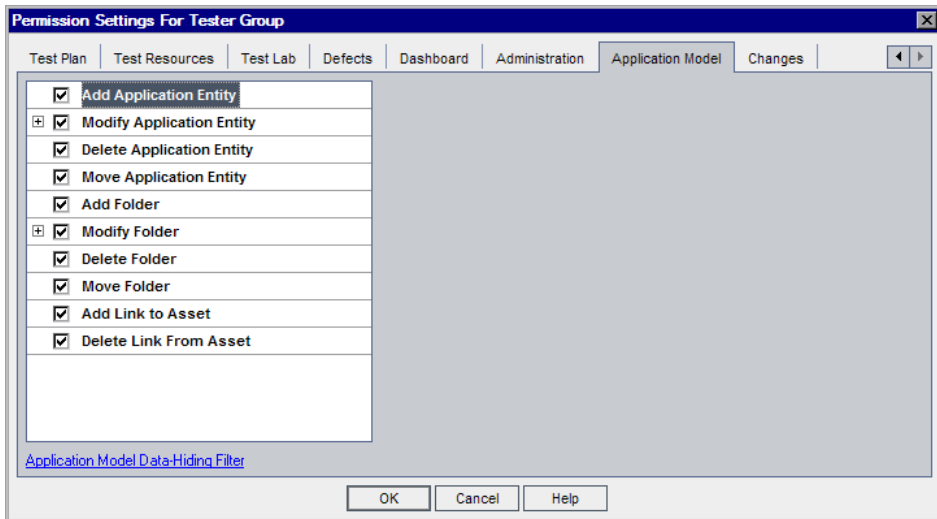 Permission Settings For Tester Group
Test Plan Test Resources Test Lab Defects Dashboard Administration Application Model Changes
Add Application Entity
Modify Application Entity
Delete Application Entity
Move Application Entity
Add Folder
Modify Folder
Delete Folder
Move Folder
Add Link to Asset
Delete Link From Asset
Application Model Data-Hiding Filter
OK Cancel Help